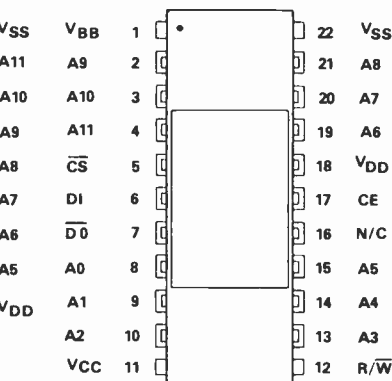 VSS VBB 1 22 VSS
A11 A9 2 21 A8
A10 A10 3 20 A7
A9 A11 4 19 A6
A8 C̅S̅ 5 18 VDD
A7 DI 6 17 CE
A6 D̅0̅ 7 16 N/C
A5 A0 8 15 A5
VDD A1 9 14 A4
A2 10 13 A3
VCC 11 12 R/W̅